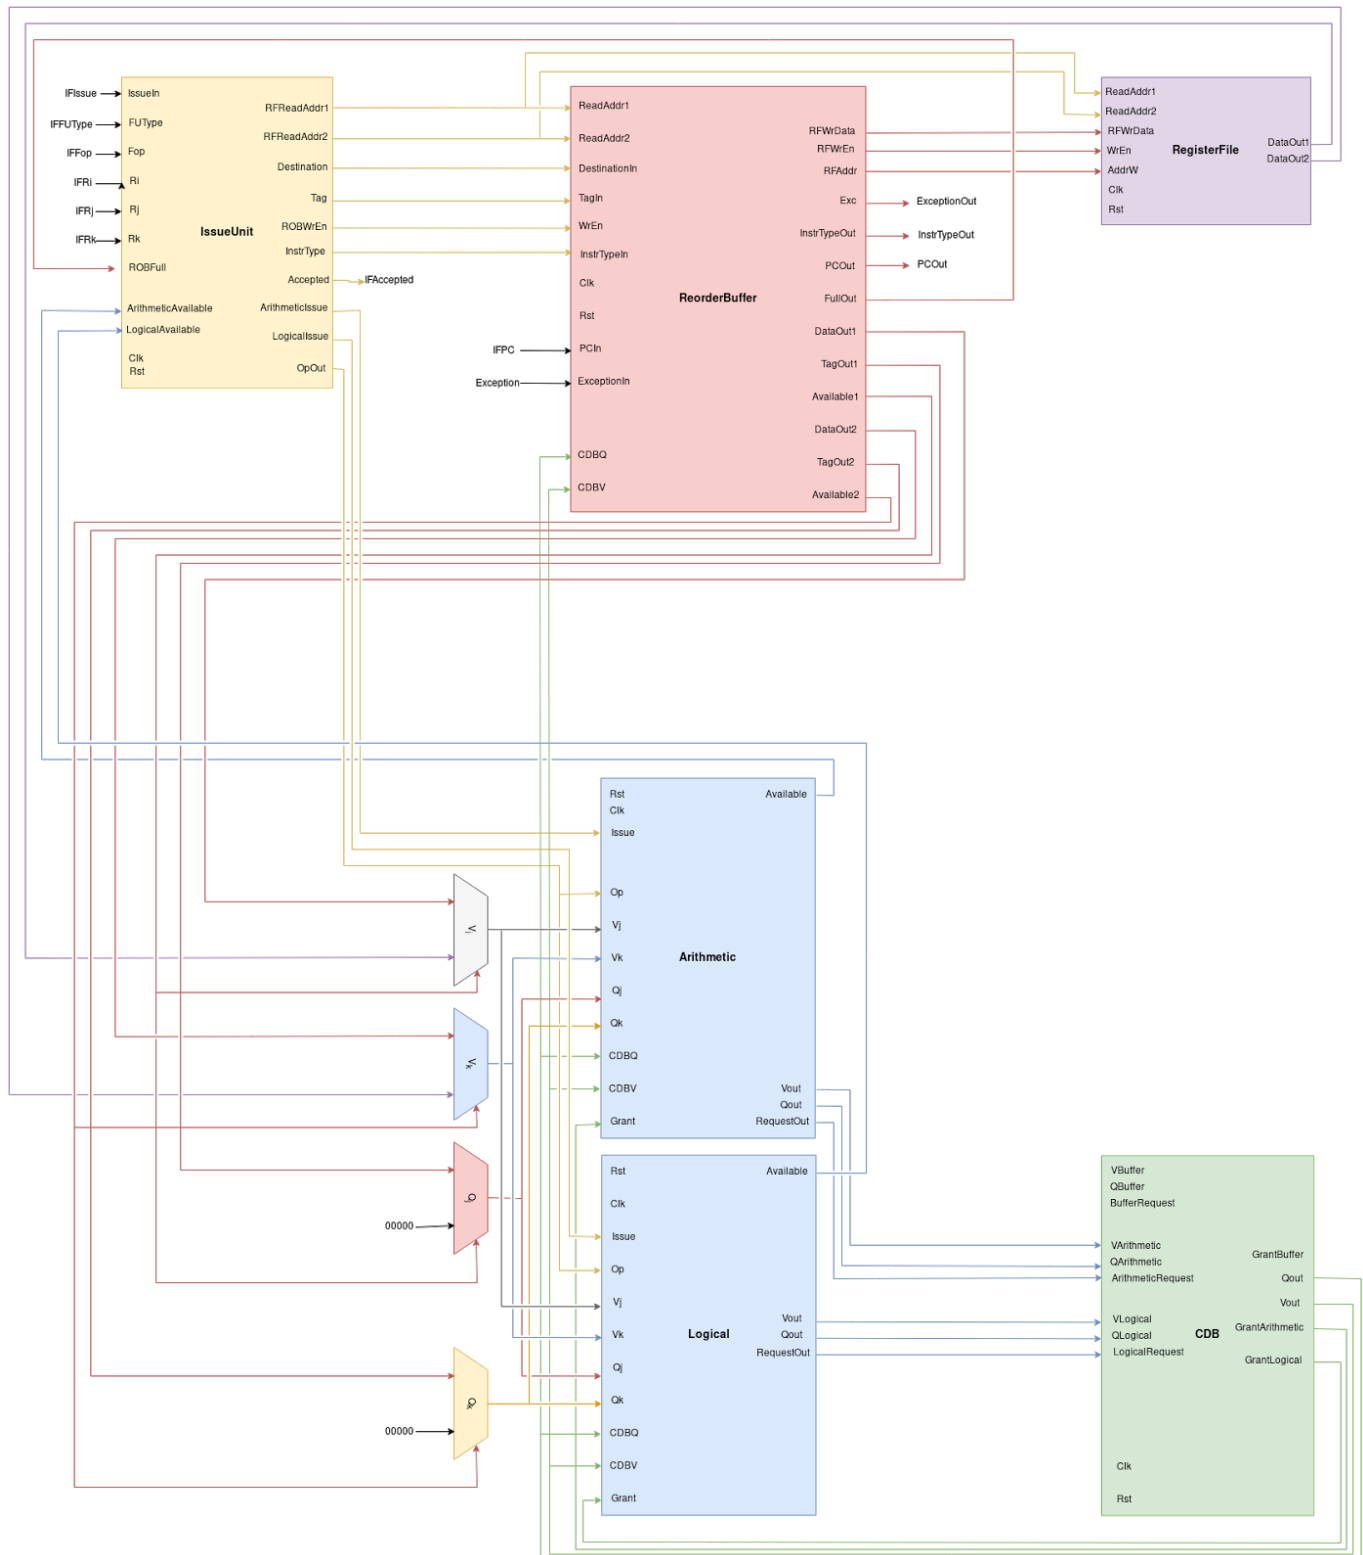 IFIssue
IFFUType
IFFop
IFRi
IFRj
IFRk
IssueIn
FUType
Fop
Ri
Rj
Rk
ROBFull
ArithmeticAvailable
LogicalAvailable
Clk
Rst
IssueUnit
RFReadAddr1
RFReadAddr2
Destination
Tag
ROBWrEn
InstrType
Accepted
ArithmeticIssue
LogicalIssue
OpOut
IFAccepted
IFPC
Exception
ReadAddr1
ReadAddr2
DestinationIn
TagIn
WrEn
InstrTypeIn
Clk
Rst
PCIn
ExceptionIn
CDBQ
CDBV
ReorderBuffer
RFWrData
RFWrEn
RFAddr
Exc
InstrTypeOut
PCOut
FullOut
DataOut1
TagOut1
Available1
DataOut2
TagOut2
Available2
ExceptionOut
InstrTypeOut
PCOut
ReadAddr1
ReadAddr2
RFWrData
WrEn
AddrW
Clk
Rst
RegisterFile
DataOut1
DataOut2
Vj
Vk
Qj
00000
Qk
00000
Rst
Clk
Issue
Op
Vj
Vk
Qj
Qk
CDBQ
CDBV
Grant
Arithmetic
Available
Vout
Qout
RequestOut
Rst
Clk
Issue
Op
Vj
Vk
Qj
Qk
CDBQ
CDBV
Grant
Logical
Available
Vout
Qout
RequestOut
VBuffer
QBuffer
BufferRequest
VArithmetic
QArithmetic
ArithmeticRequest
VLogical
QLogical
LogicalRequest
Clk
Rst
CDB
GrantBuffer
Qout
Vout
GrantArithmetic
GrantLogical